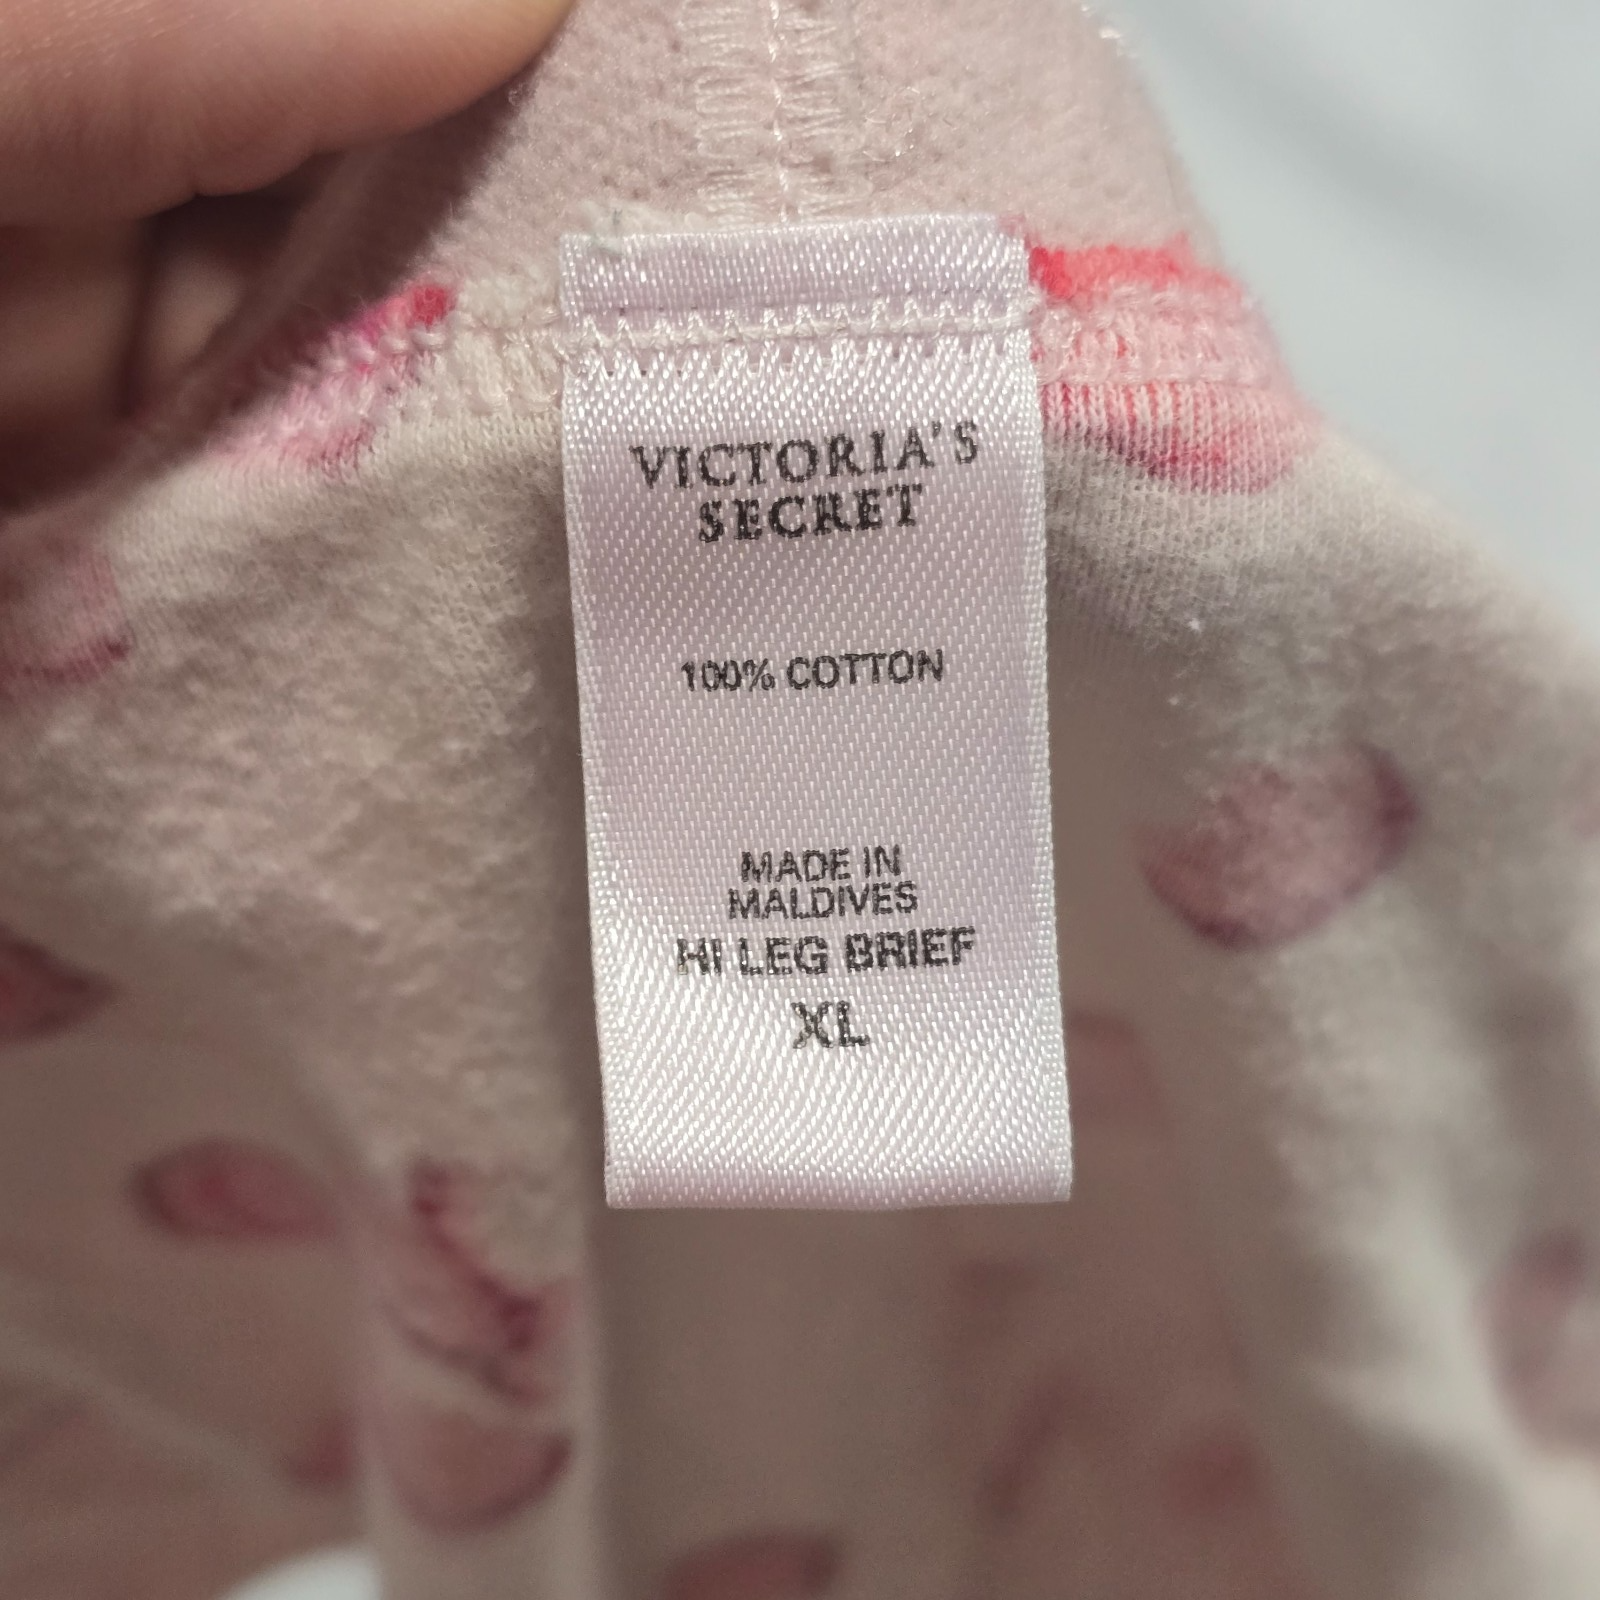 VICTORIA'S
SECRET
100% COTTON
MADE IN
MALDIVES
HI LEG BRIEF
XL